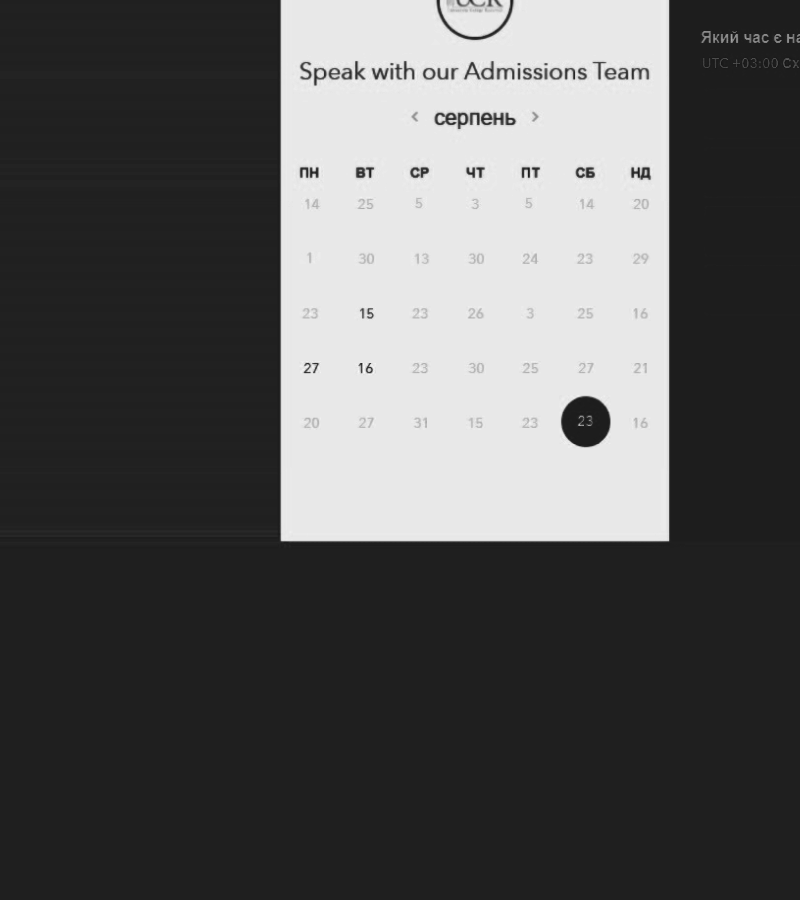 UCR
Speak with our Admissions Team
< серпень >
ПН ВТ СР ЧТ ПТ СБ НД
14 25 5 3 5 14 20
1 30 13 30 24 23 29
23 15 23 26 3 25 16
27 16 23 30 25 27 21
20 27 31 15 23 23 16
Який час є
UTC +03:00